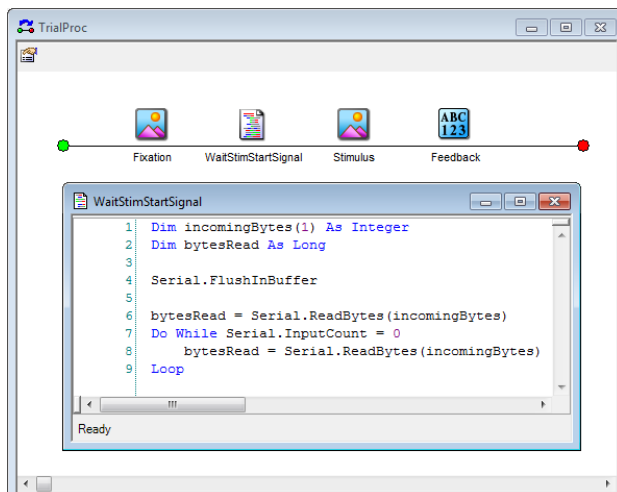 TrialProc
ABC
123
Fixation WaitStimStartSignal Stimulus Feedback
WaitStimStartSignal
1 Dim incomingBytes(1) As Integer
2 Dim bytesRead As Long
3
4 Serial.FlushInBuffer
5
6 bytesRead = Serial.ReadBytes(incomingBytes)
7 Do While Serial.InputCount = 0
8 bytesRead = Serial.ReadBytes(incomingBytes)
9 Loop
Ready